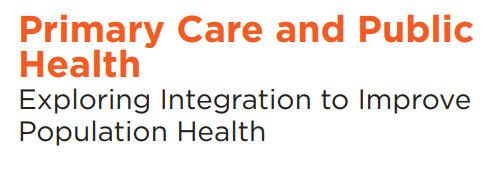 Primary Care and Public
Health
Exploring Integration to Improve
Population Health